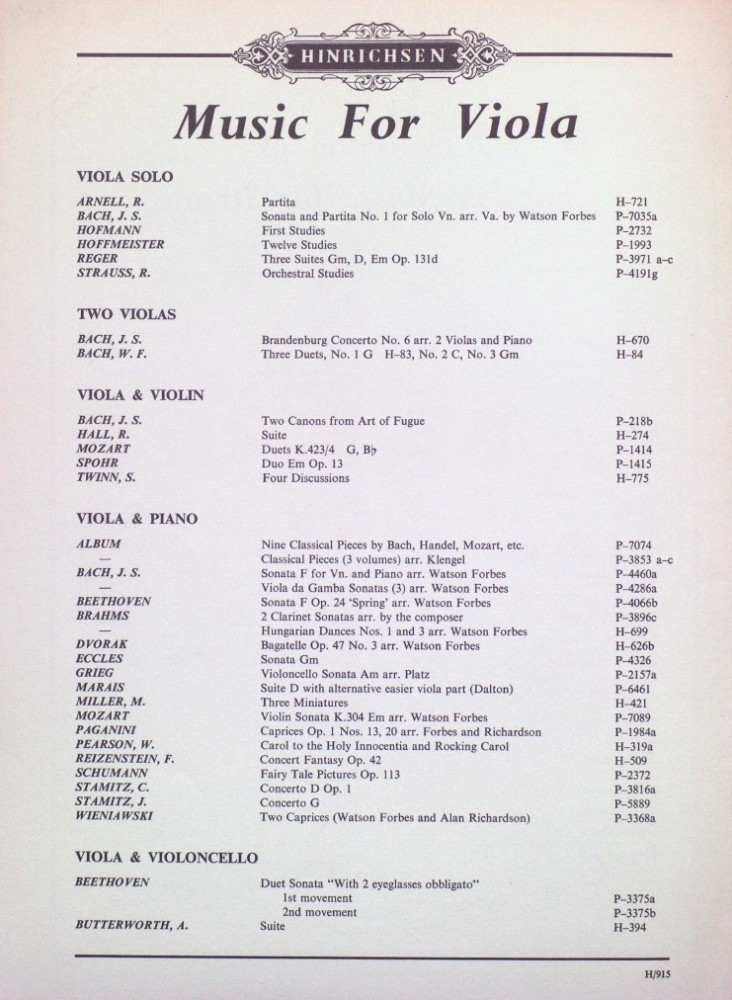 HINRICHSEN
Music For Viola
VIOLA SOLO
ARNELL, R. Partita H–721
BACH, J. S. Sonata and Partita No. 1 for Solo Vn. arr. Va. by Watson Forbes P–7035a
HOFMANN First Studies P–2732
HOFFMEISTER Twelve Studies P–1993
REGER Three Suites Gm, D, Em Op. 131d P–3971 a–c
STRAUSS, R. Orchestral Studies P–4191g
TWO VIOLAS
BACH, J. S. Brandenburg Concerto No. 6 arr. 2 Violas and Piano H–670
BACH, W. F. Three Duets, No. 1 G H–83, No. 2 C, No. 3 Gm H–84
VIOLA & VIOLIN
BACH, J. S. Two Canons from Art of Fugue P–218b
HALL, R. Suite H–274
MOZART Duets K.423/4 G, B♭ P–1414
SPOHR Duo Em Op. 13 P–1415
TWINN, S. Four Discussions H–775
VIOLA & PIANO
ALBUM Nine Classical Pieces by Bach, Handel, Mozart, etc. P–7074
— Classical Pieces (3 volumes) arr. Klengel P–3853 a–c
BACH, J. S. Sonata F for Vn. and Piano arr. Watson Forbes P–4460a
— Viola da Gamba Sonatas (3) arr. Watson Forbes P–4286a
BEETHOVEN Sonata F Op. 24 'Spring' arr. Watson Forbes P–4066b
BRAHMS 2 Clarinet Sonatas arr. by the composer P–3896c
— Hungarian Dances Nos. 1 and 3 arr. Watson Forbes H–699
DVORAK Bagatelle Op. 47 No. 3 arr. Watson Forbes H–626b
ECCLES Sonata Gm P–4326
GRIEG Violoncello Sonata Am arr. Platz P–2157a
MARAIS Suite D with alternative easier viola part (Dalton) P–6461
MILLER, M. Three Miniatures H–421
MOZART Violin Sonata K.304 Em arr. Watson Forbes P–7089
PAGANINI Caprices Op. 1 Nos. 13, 20 arr. Forbes and Richardson P–1984a
PEARSON, W. Carol to the Holy Innocentia and Rocking Carol H–319a
REIZENSTEIN, F. Concert Fantasy Op. 42 H–509
SCHUMANN Fairy Tale Pictures Op. 113 P–2372
STAMITZ, C. Concerto D Op. 1 P–3816a
STAMITZ, J. Concerto G P–5889
WIENIAWSKI Two Caprices (Watson Forbes and Alan Richardson) P–3368a
VIOLA & VIOLONCELLO
BEETHOVEN Duet Sonata "With 2 eyeglasses obbligato"
1st movement P–3375a
2nd movement P–3375b
BUTTERWORTH, A. Suite H–394
H/915